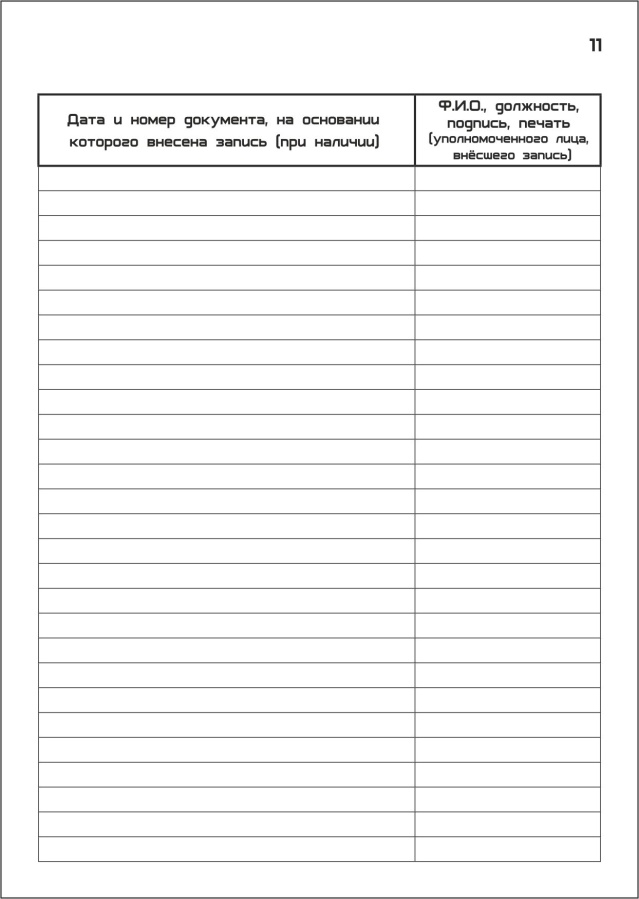 11
Дата и номер документа, на основании
которого внесена запись (при наличии)
Ф.И.О., должность,
подпись, печать
(уполномоченного лица,
внёсшего запись)